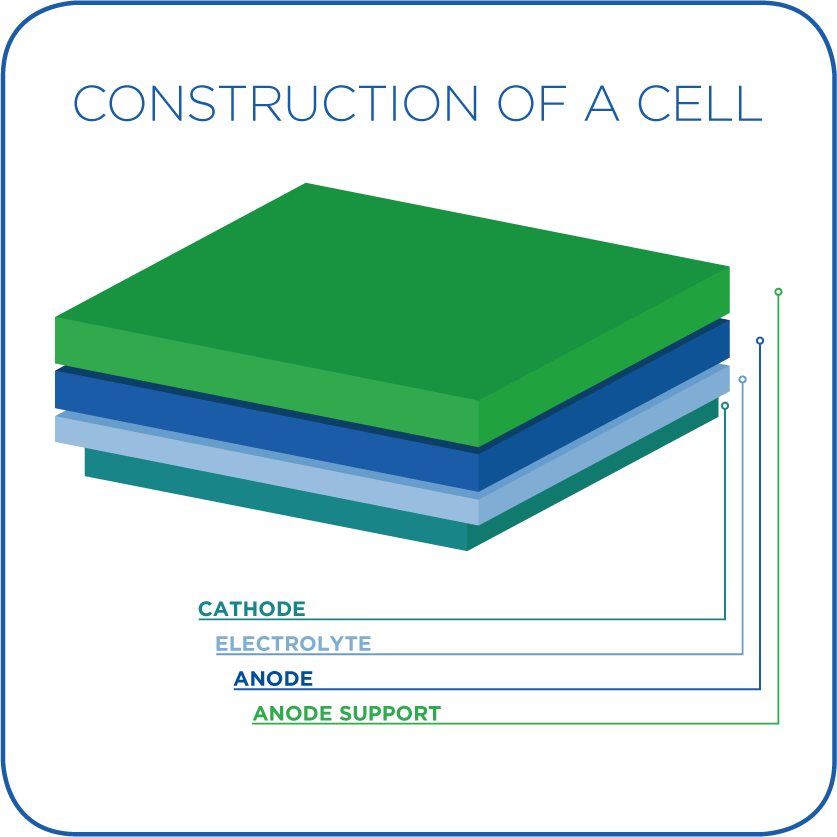 CONSTRUCTION OF A CELL
CATHODE
ELECTROLYTE
ANODE
ANODE SUPPORT